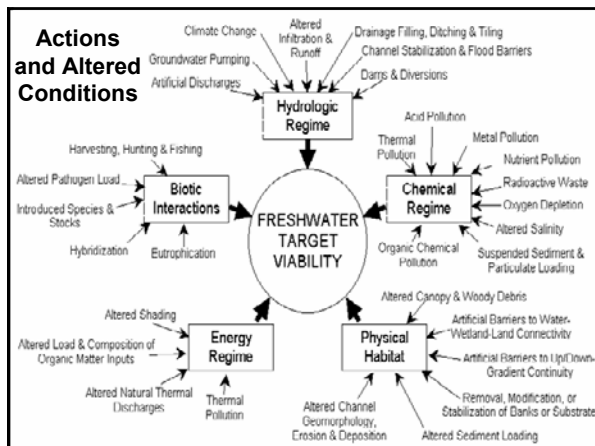 Actions
and Altered
Conditions
Climate Change
Altered
Infiltration &
Runoff
Drainage Filling, Ditching & Tiling
Channel Stabilization & Flood Barriers
Groundwater Pumping
Artificial Discharges
Dams & Diversions
Hydrologic
Regime
Harvesting, Hunting & Fishing
Altered Pathogen Load
Introduced Species &
Stocks
Hybridization
Eutrophication
Biotic
Interactions
Acid Pollution
Thermal
Pollution
Metal Pollution
Nutrient Pollution
Radioactive Waste
Oxygen Depletion
Altered Salinity
Suspended Sediment &
Particulate Loading
Organic Chemical
Pollution
Chemical
Regime
FRESHWATER
TARGET
VIABILITY
Altered Shading
Altered Load & Composition of
Organic Matter Inputs
Altered Natural Thermal
Discharges
Thermal
Pollution
Energy
Regime
Altered Canopy & Woody Debris
Artificial Barriers to Water-
Wetland-Land Connectivity
Artificial Barriers to Up/Down-
Gradient Continuity
Removal, Modification, or
Stabilization of Banks or Substrate
Altered Sediment Loading
Altered Channel
Geomorphology,
Erosion & Deposition
Physical
Habitat